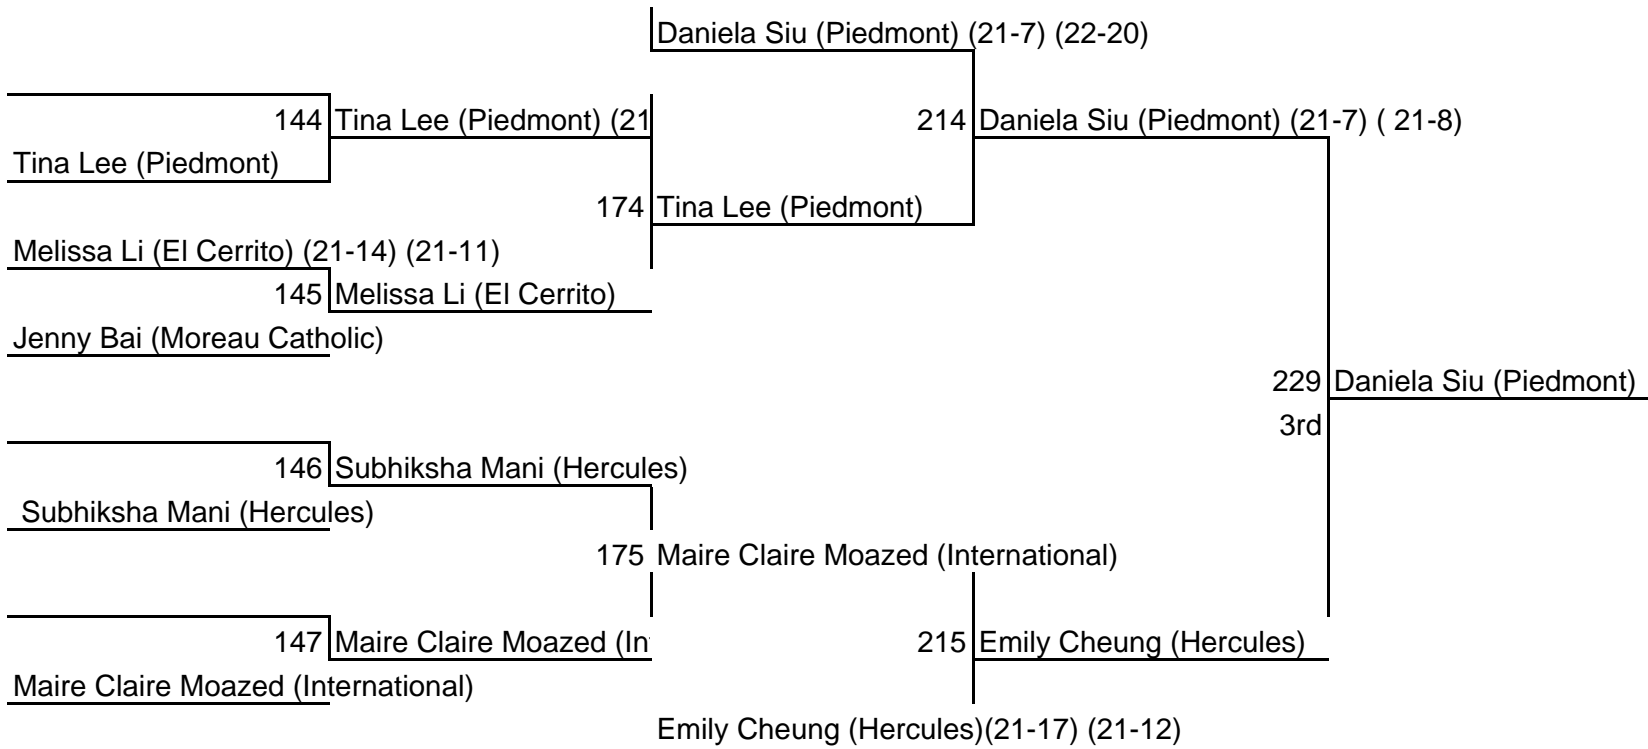 Daniela Siu (Piedmont) (21-7) (22-20)
144 Tina Lee (Piedmont) (21
214 Daniela Siu (Piedmont) (21-7) ( 21-8)
Tina Lee (Piedmont)
174 Tina Lee (Piedmont)
Melissa Li (El Cerrito) (21-14) (21-11)
145 Melissa Li (El Cerrito)
Jenny Bai (Moreau Catholic)
229 Daniela Siu (Piedmont)
3rd
146 Subhiksha Mani (Hercules)
Subhiksha Mani (Hercules)
175 Maire Claire Moazed (International)
147 Maire Claire Moazed (In
215 Emily Cheung (Hercules)
Maire Claire Moazed (International)
Emily Cheung (Hercules)(21-17) (21-12)